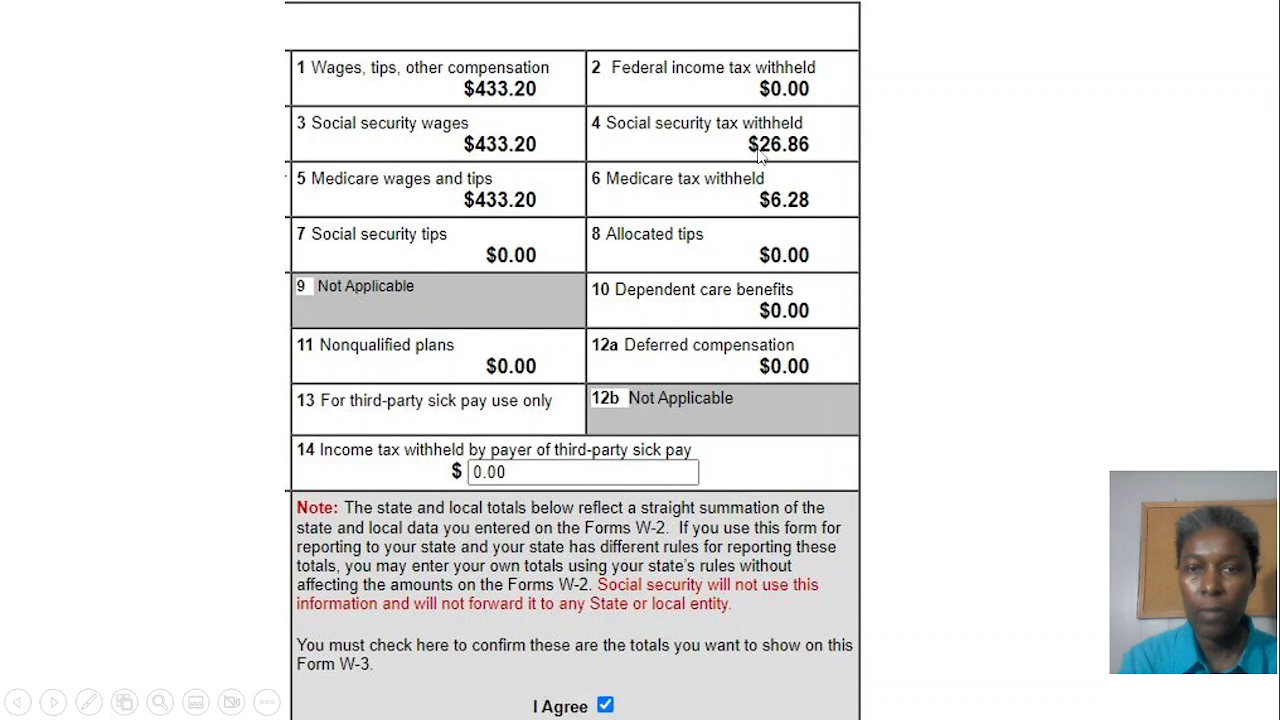 1 Wages, tips, other compensation
$433.20
2 Federal income tax withheld
$0.00
3 Social security wages
$433.20
4 Social security tax withheld
$26.86
5 Medicare wages and tips
$433.20
6 Medicare tax withheld
$6.28
7 Social security tips
$0.00
8 Allocated tips
$0.00
9 Not Applicable
10 Dependent care benefits
$0.00
11 Nonqualified plans
$0.00
12a Deferred compensation
$0.00
13 For third-party sick pay use only
12b Not Applicable
14 Income tax withheld by payer of third-party sick pay
$ 0.00
Note: The state and local totals below reflect a straight summation of the
state and local data you entered on the Forms W-2. If you use this form for
reporting to your state and your state has different rules for reporting these
totals, you may enter your own totals using your state's rules without
affecting the amounts on the Forms W-2. Social security will not use this
information and will not forward it to any State or local entity.
You must check here to confirm these are the totals you want to show on this
Form W-3.
I Agree